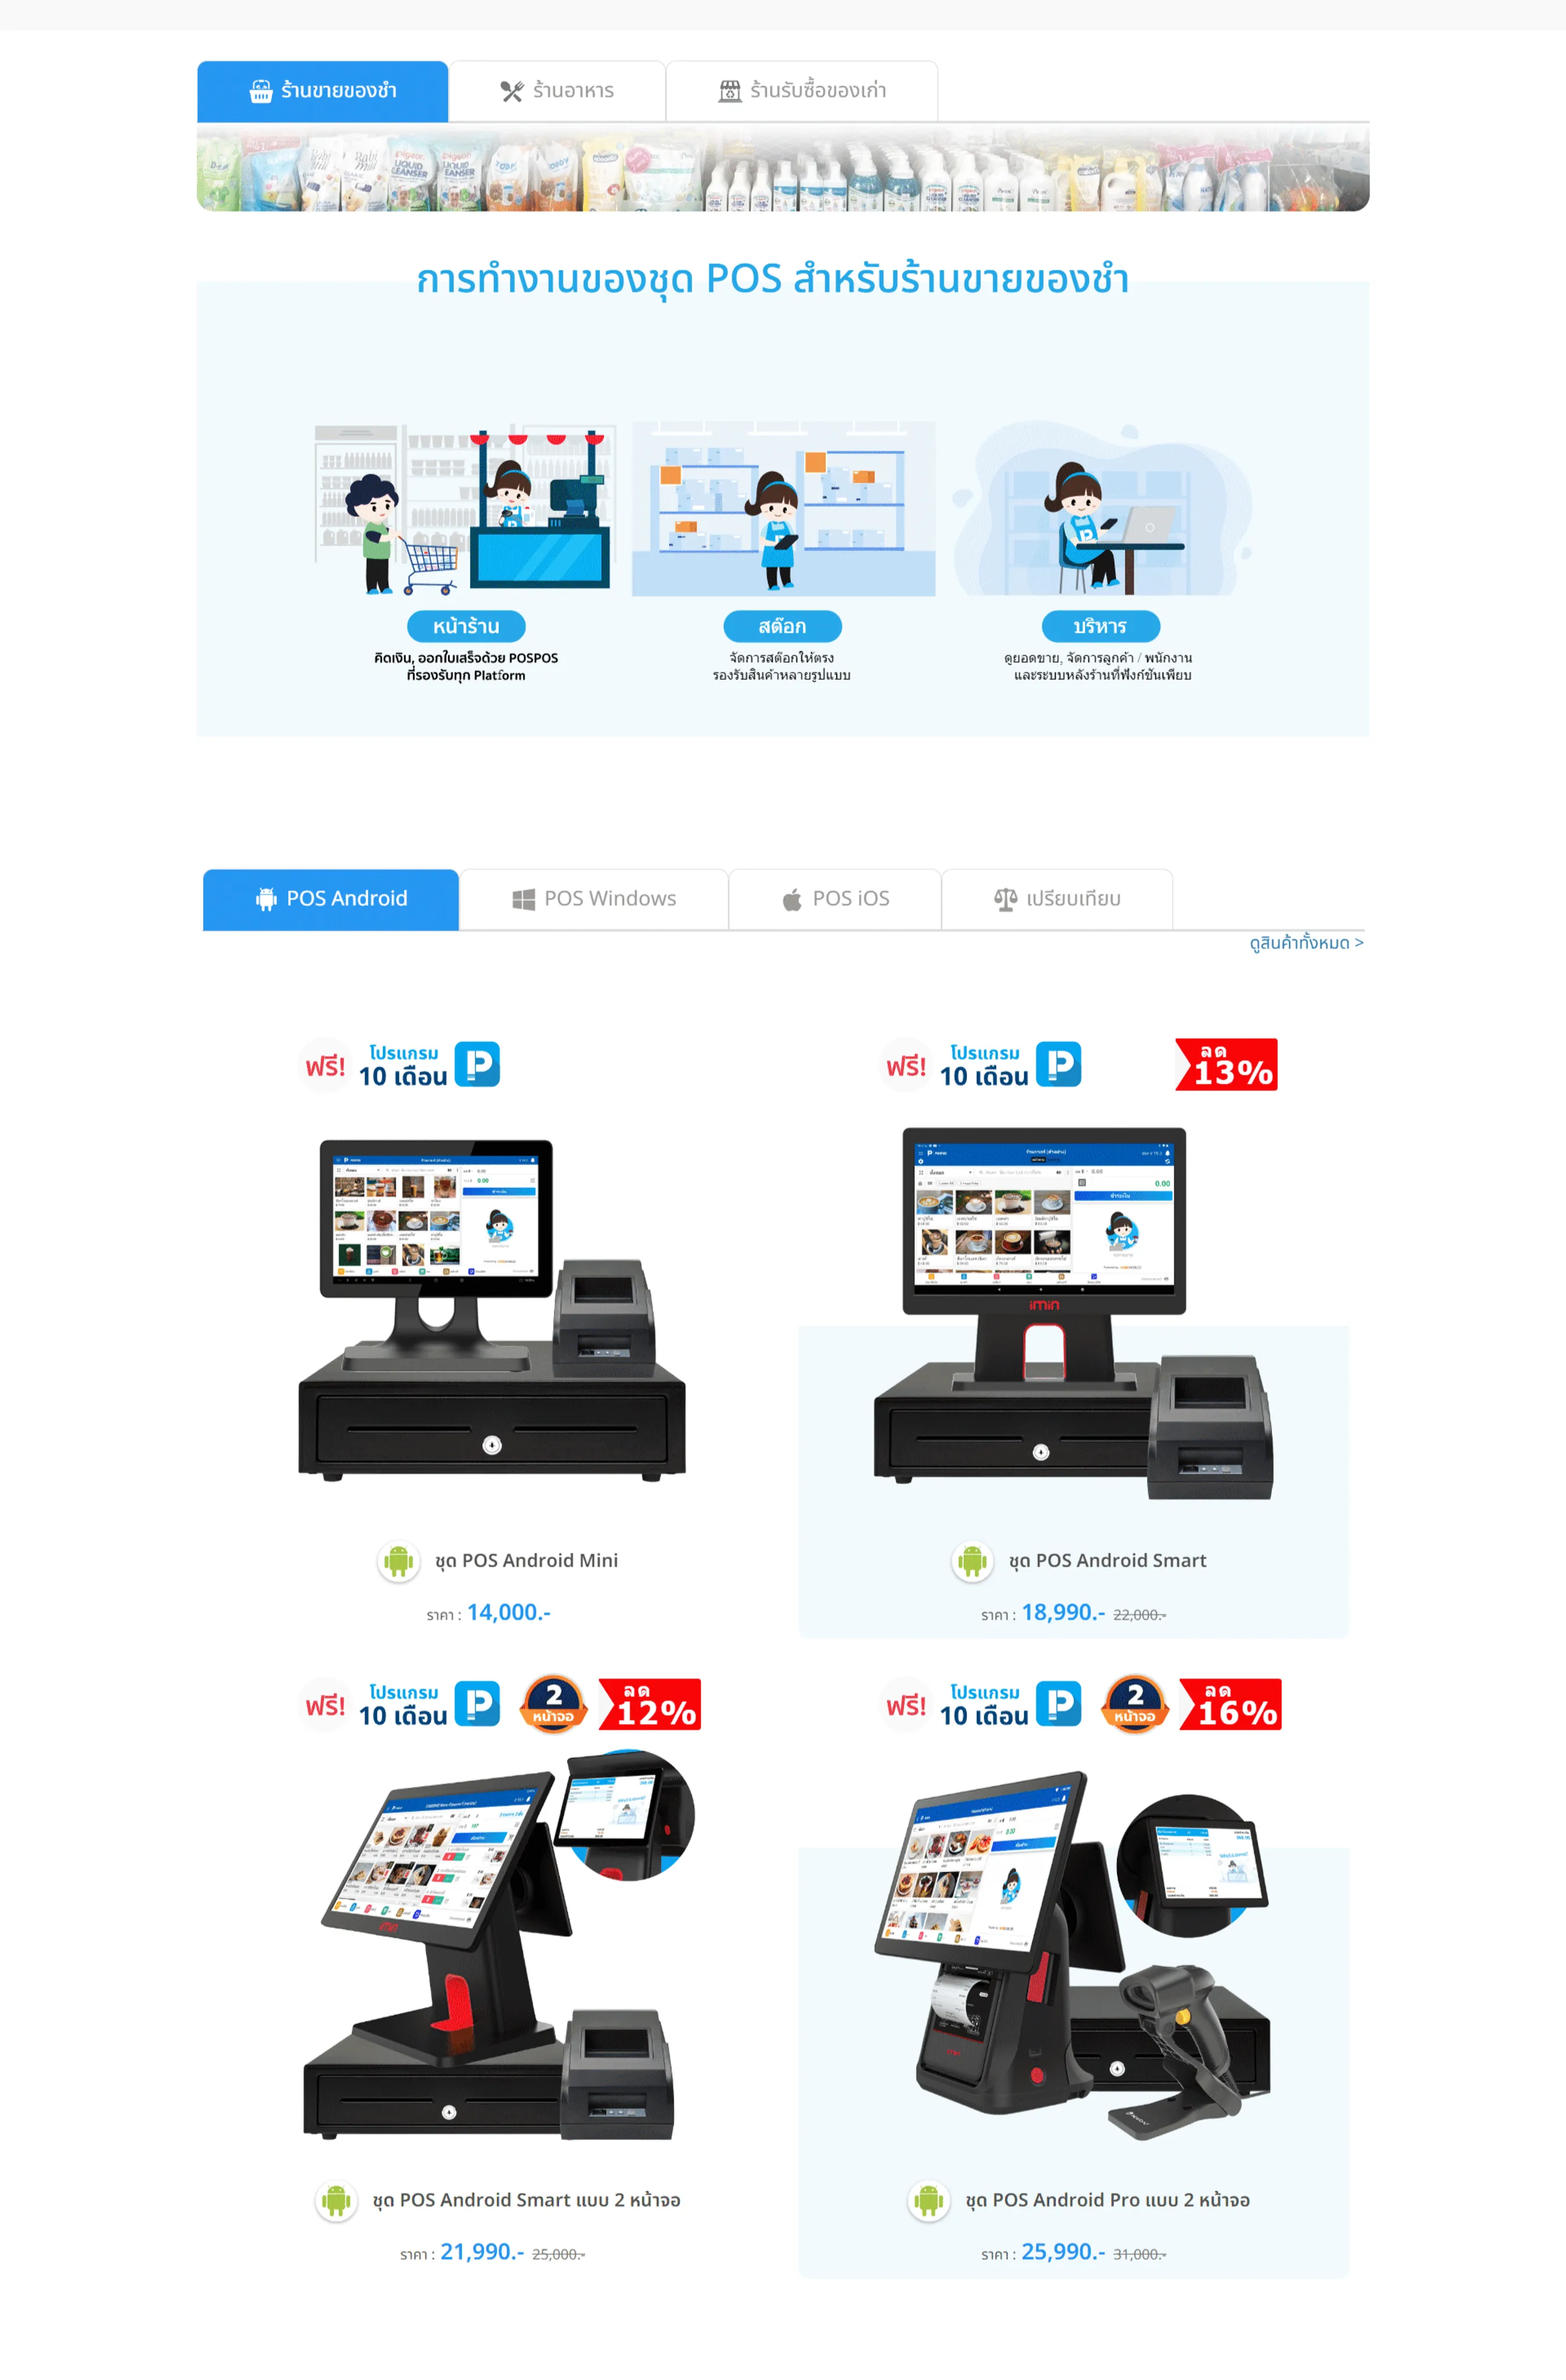 ร้านขายของชำ
ร้านอาหาร
ร้านรับซื้อของเก่า
การทำงานของชุด POS สำหรับร้านขายของชำ
หน้าร้าน
คิดเงิน, ออกใบเสร็จด้วย POSPOS
ที่รองรับทุก Platform
สต๊อก
จัดการสต๊อกให้ตรง
รองรับสินค้าหลายรูปแบบ
บริหาร
ดูยอดขาย, จัดการลูกค้า / พนักงาน
และระบบหลังร้านที่ฟังก์ชันเพียบ
POS Android
POS Windows
POS iOS
เปรียบเทียบ
ดูสินค้าทั้งหมด >
ฟรี! โปรแกรม
10 เดือน
ฟรี! โปรแกรม
10 เดือน
ลด
13%
imin
ชุด POS Android Mini
ราคา : 14,000.-
ชุด POS Android Smart
ราคา : 18,990.- 22,000.-
ฟรี! โปรแกรม
10 เดือน
2
หน้าจอ
ลด
12%
ฟรี! โปรแกรม
10 เดือน
2
หน้าจอ
ลด
16%
imin
ชุด POS Android Smart แบบ 2 หน้าจอ
ราคา : 21,990.- 25,000.-
ชุด POS Android Pro แบบ 2 หน้าจอ
ราคา : 25,990.- 31,000.-